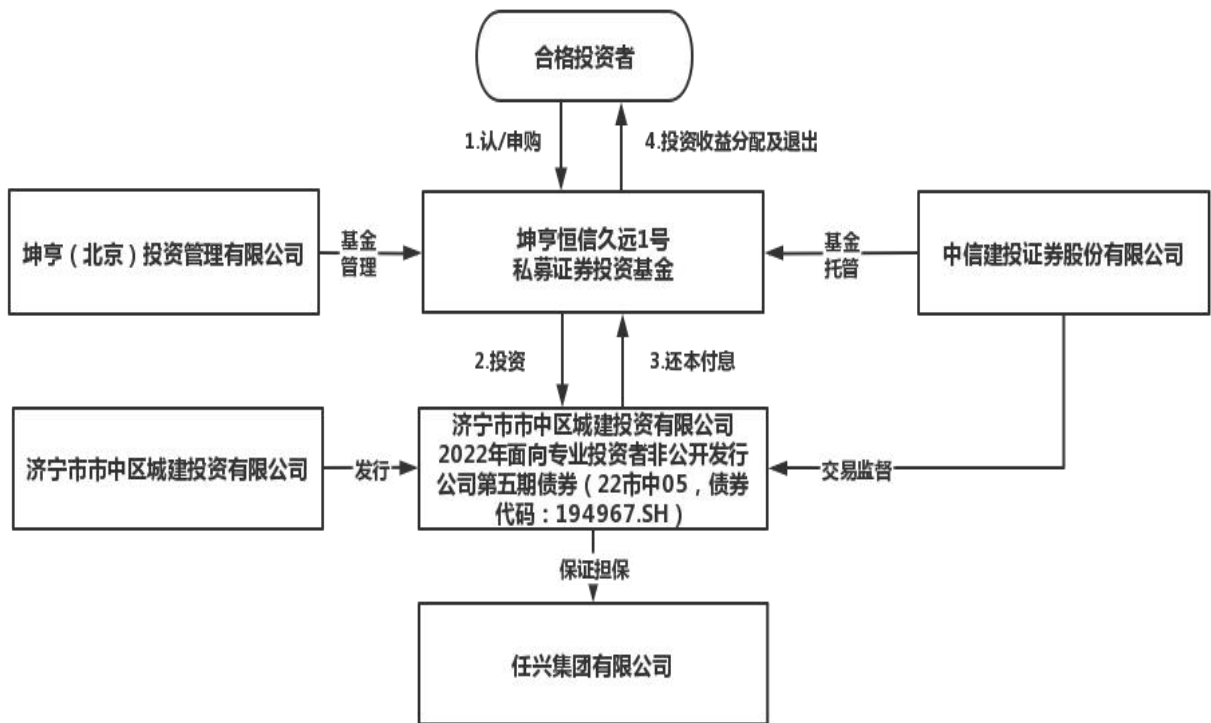 合格投资者
1.认/申购
4.投资收益分配及退出
坤亨（北京）投资管理有限公司
基金
管理
坤亨恒信久远1号
私募证券投资基金
基金
托管
中信建投证券股份有限公司
2.投资
3.还本付息
济宁市市中区城建投资有限公司
发行
济宁市市中区城建投资有限公司
2022年面向专业投资者非公开发行
公司第五期债券（22市中05，债券
代码：194967.SH）
交易监督
保证担保
任兴集团有限公司